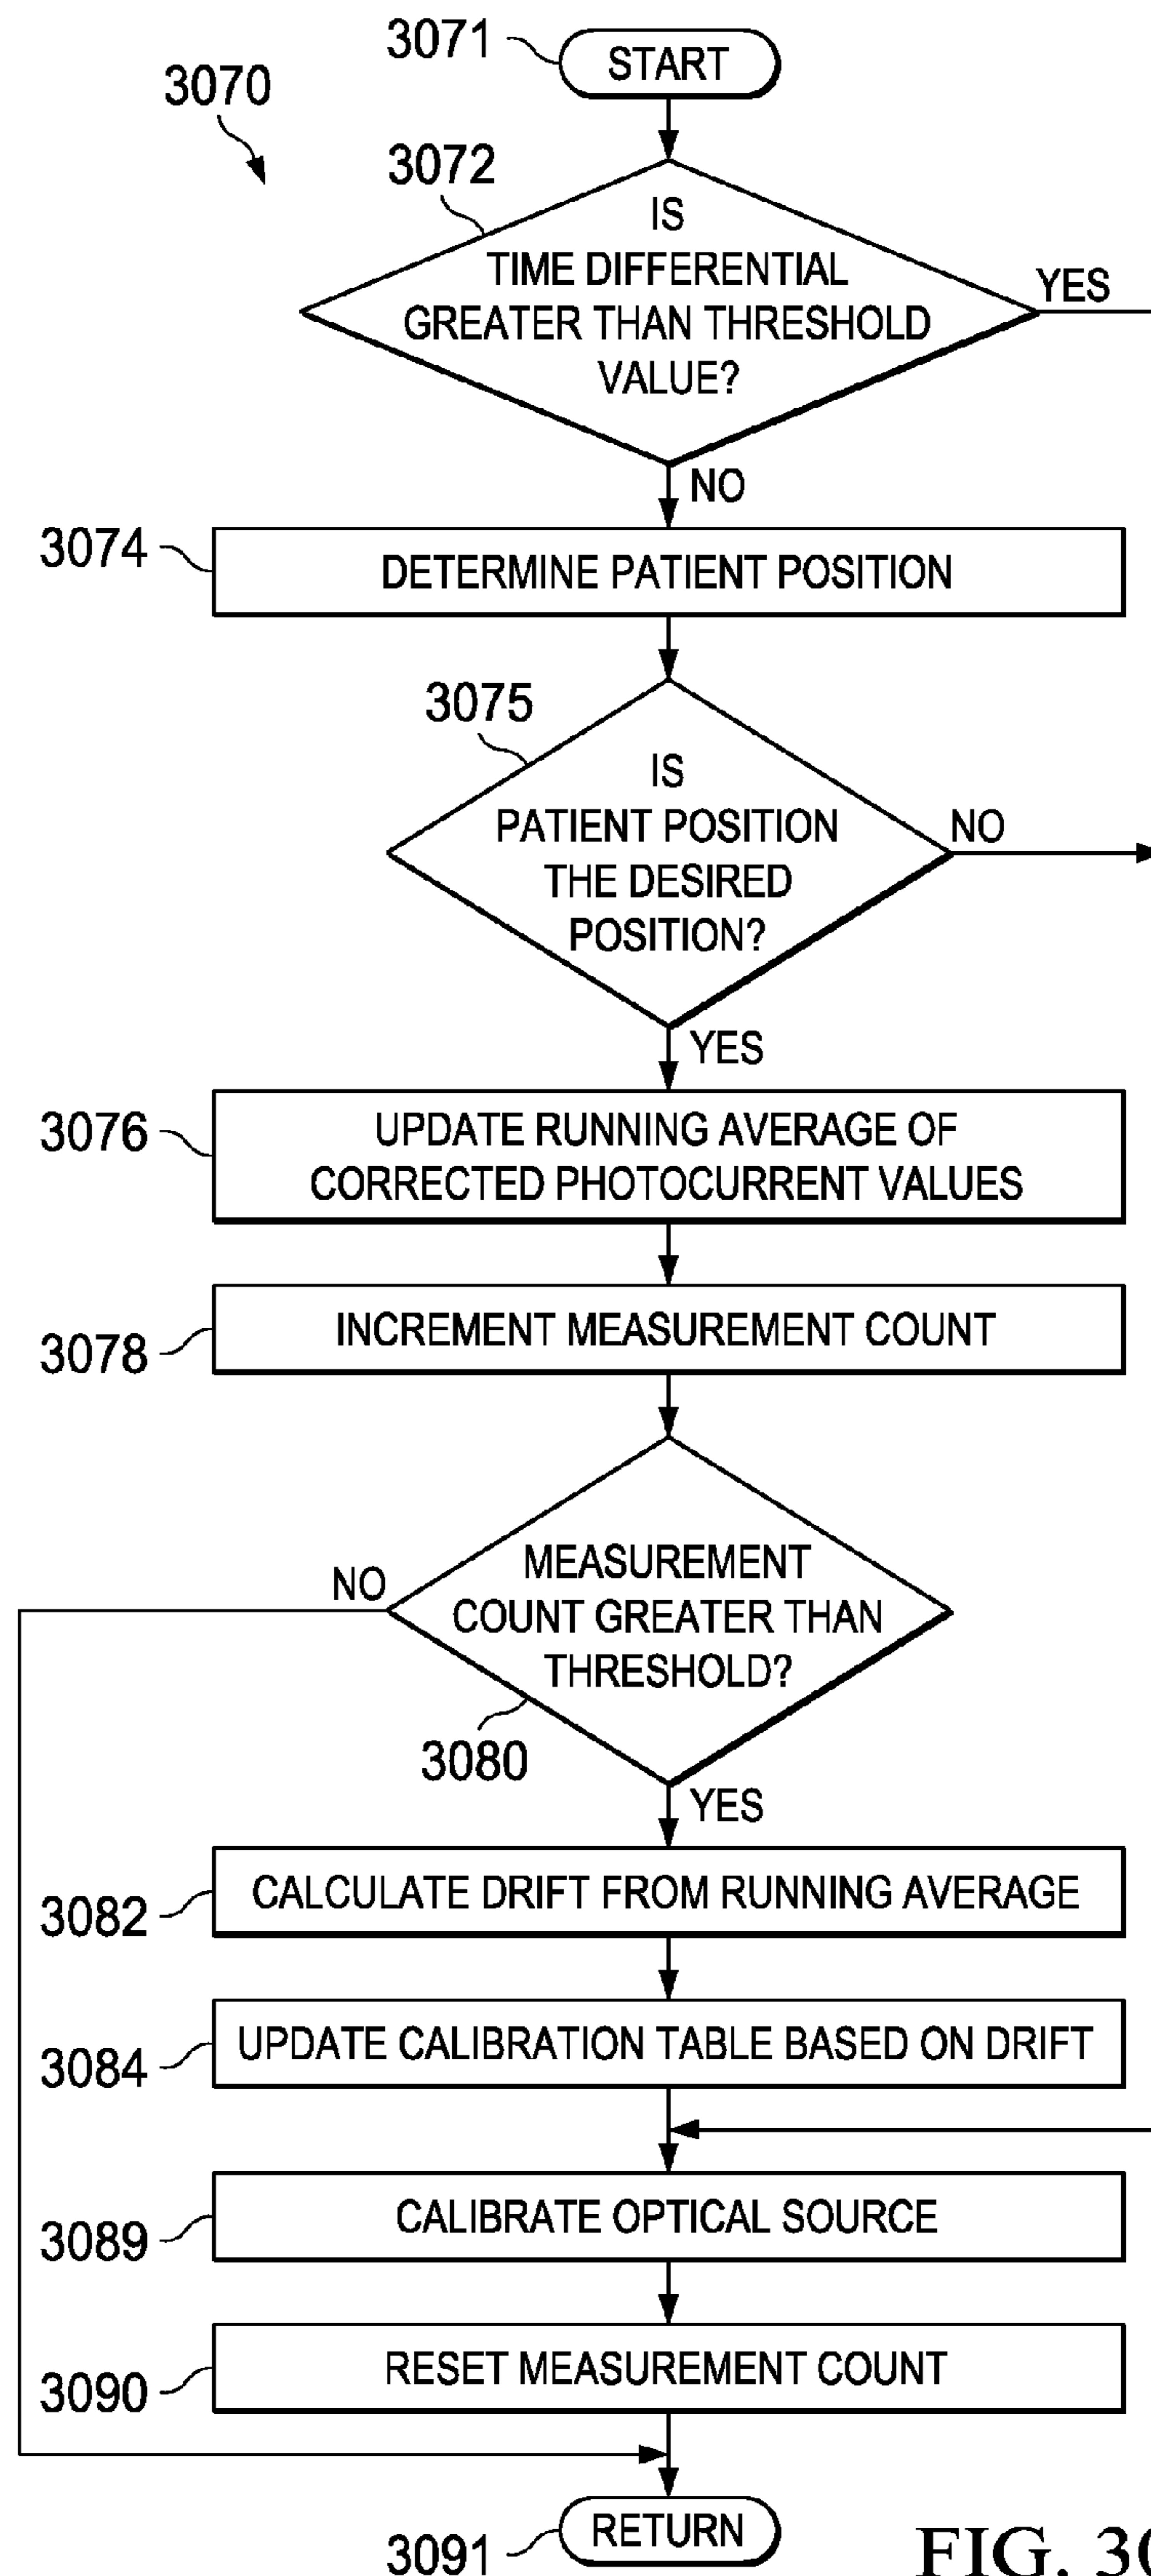 3071
START
3070
3072
IS
TIME DIFFERENTIAL
GREATER THAN THRESHOLD
VALUE?
YES
NO
3074
DETERMINE PATIENT POSITION
3075
IS
PATIENT POSITION
THE DESIRED
POSITION?
NO
YES
3076
UPDATE RUNNING AVERAGE OF
CORRECTED PHOTOCURRENT VALUES
3078
INCREMENT MEASUREMENT COUNT
MEASUREMENT
COUNT GREATER THAN
THRESHOLD?
NO
3080
YES
3082
CALCULATE DRIFT FROM RUNNING AVERAGE
3084
UPDATE CALIBRATION TABLE BASED ON DRIFT
3089
CALIBRATE OPTICAL SOURCE
3090
RESET MEASUREMENT COUNT
3091
RETURN
FIG. 30